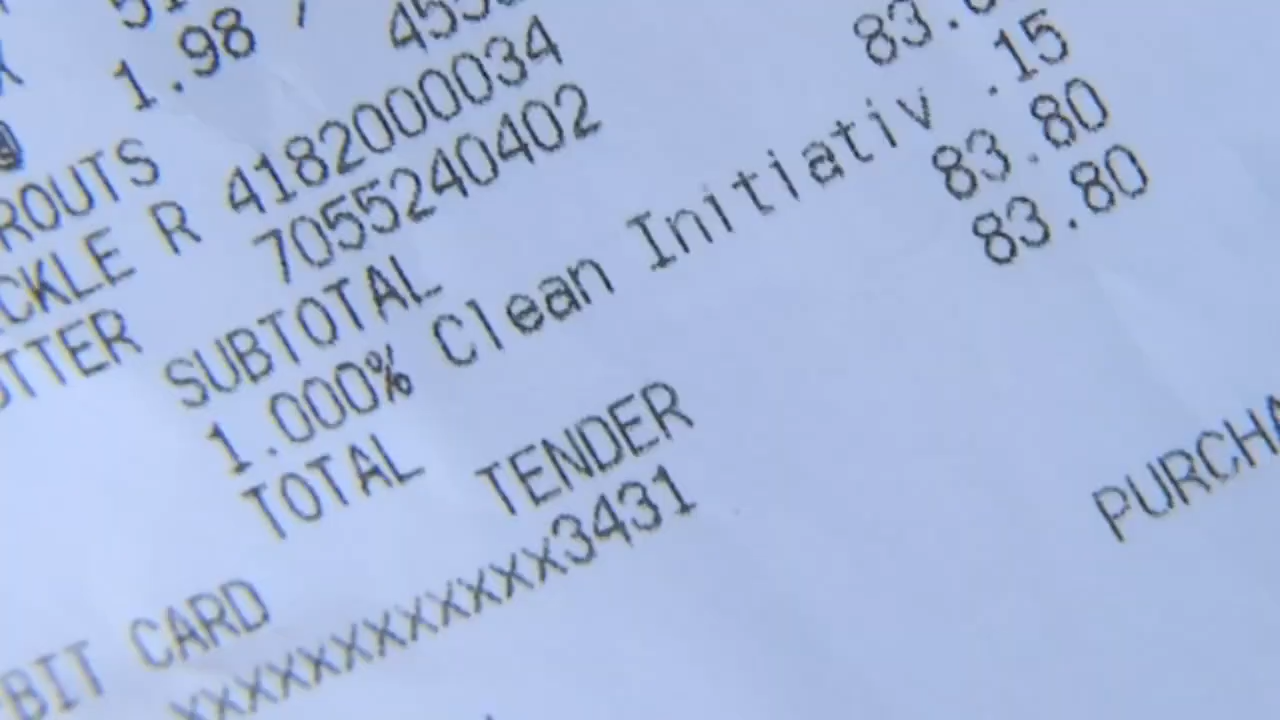 1.98
ROUTS
CKLE R 4182000034
TTER 7055240402
SUBTOTAL 83.
1.000% Clean Initiativ .15
TOTAL 83.80
TENDER 83.80
BIT CARD
xxxxxxxxxxxx3431
PURCHA